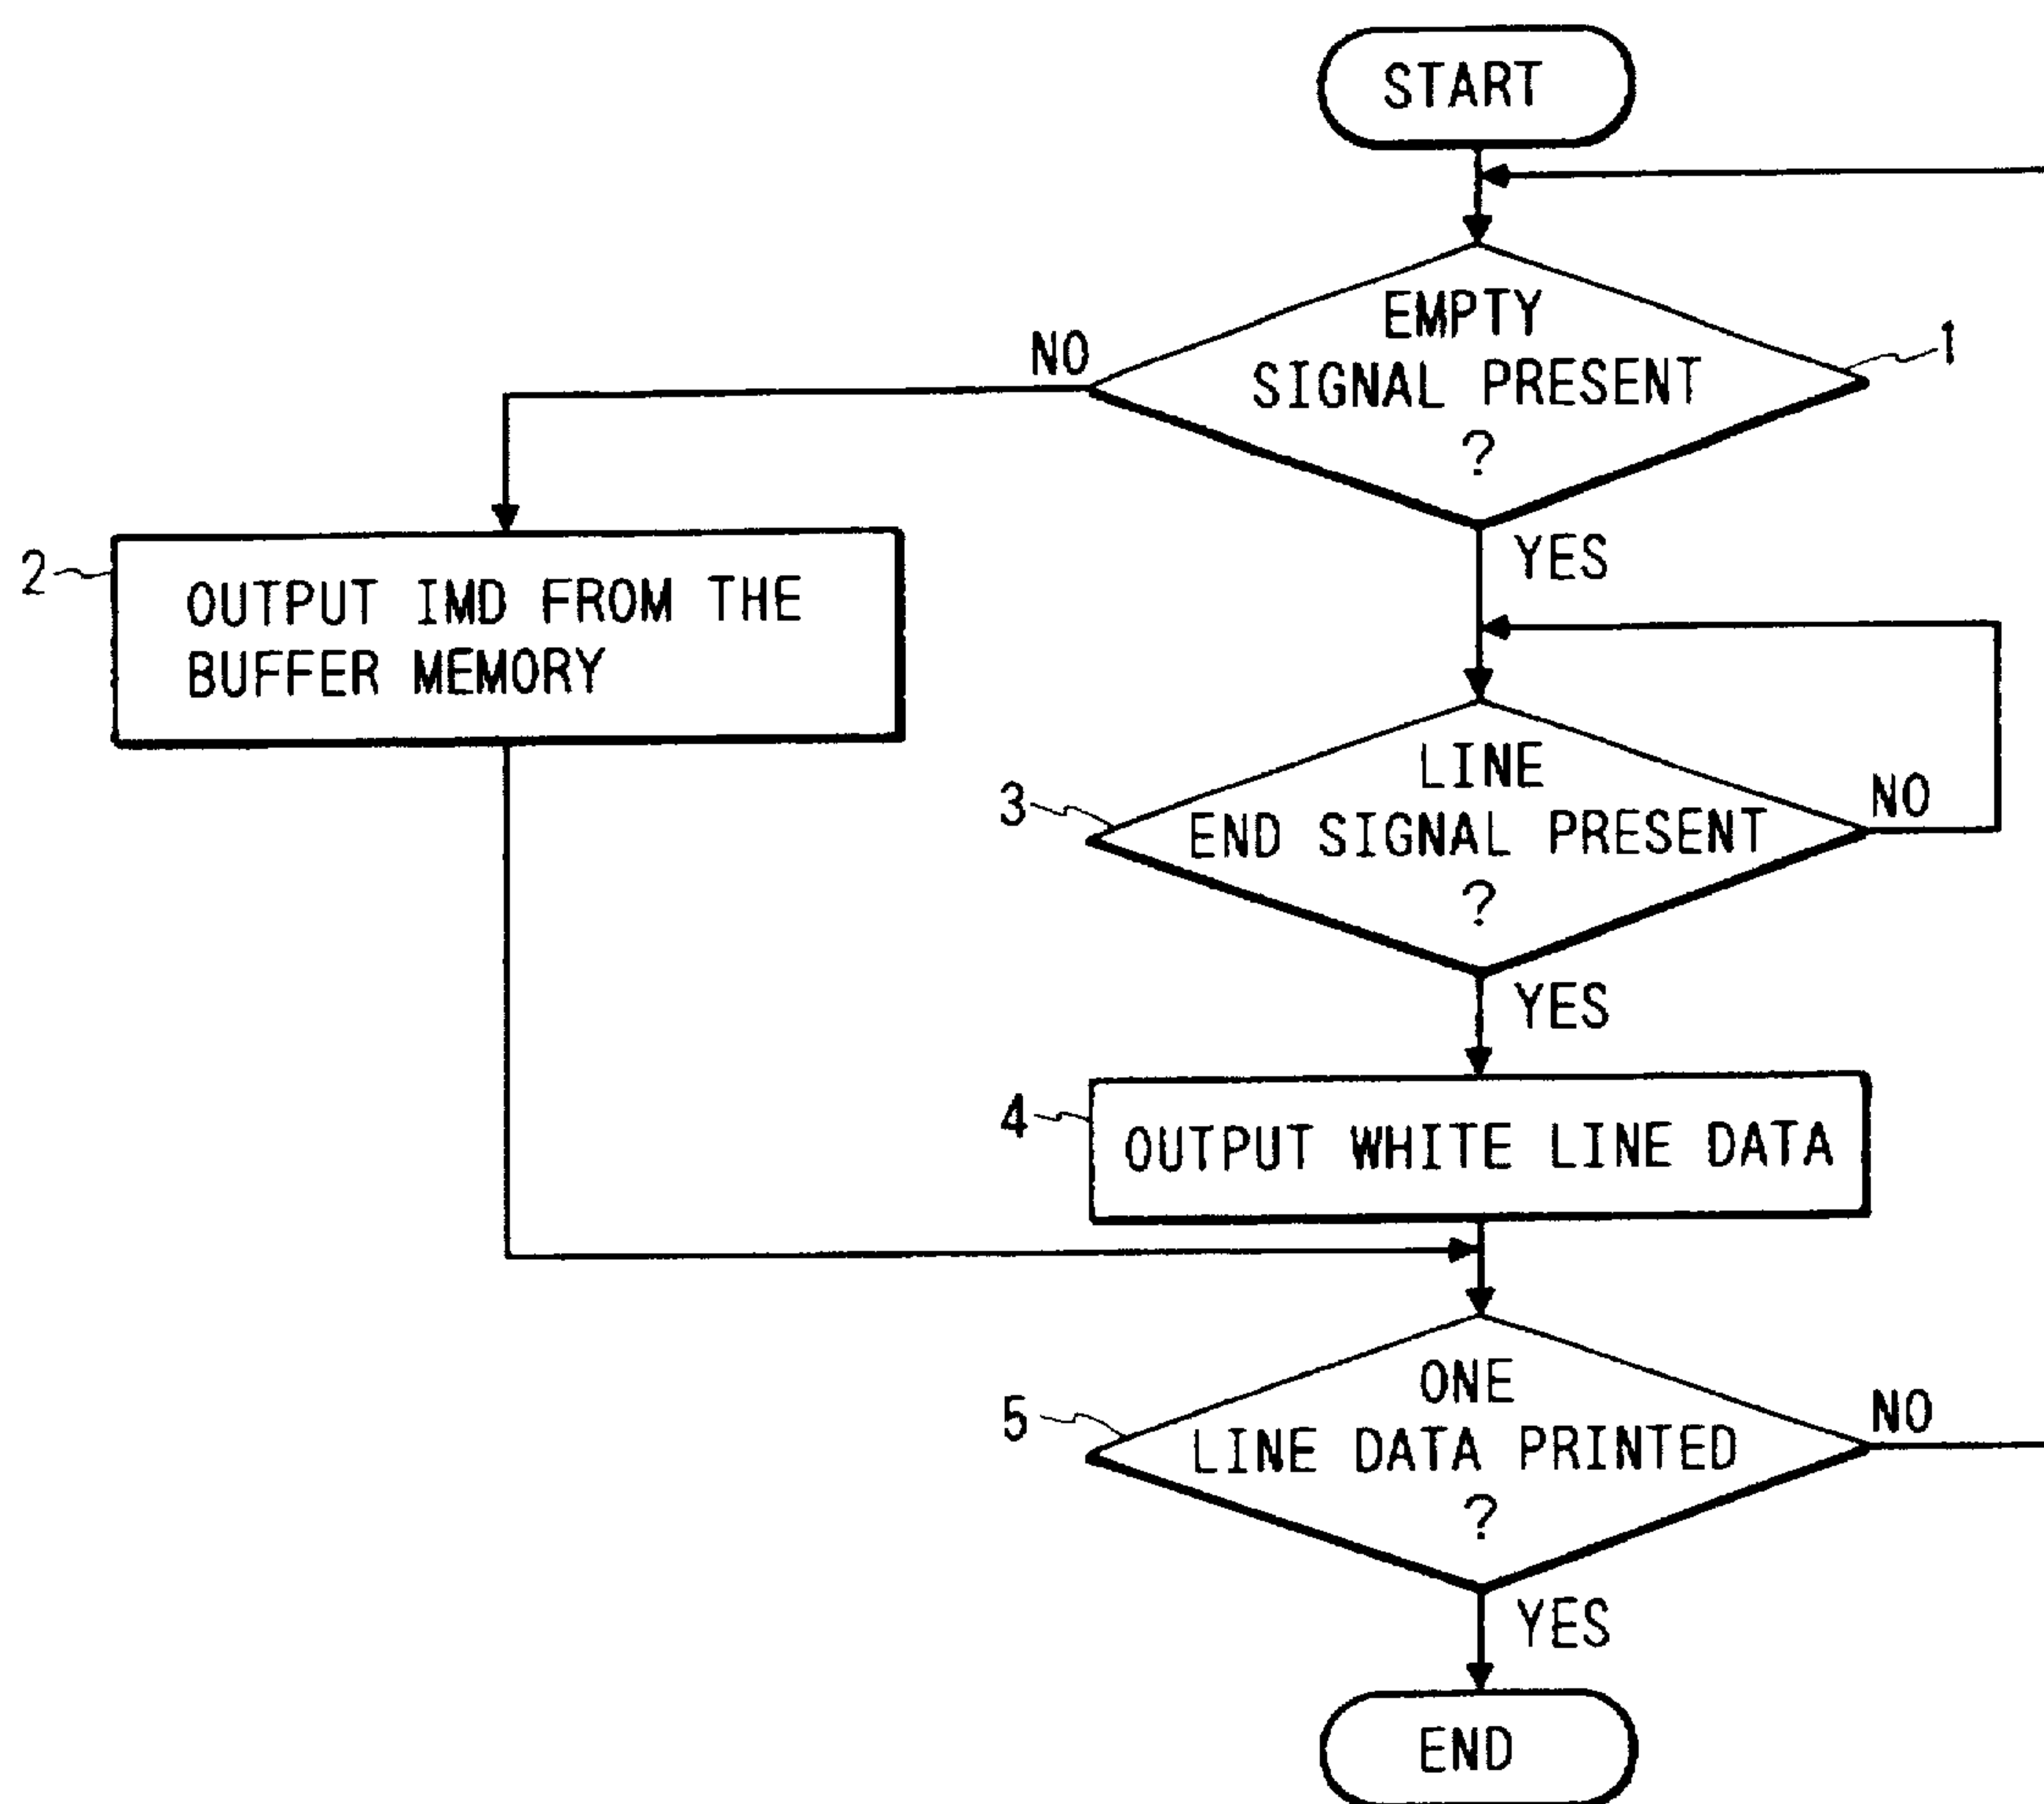 START
EMPTY
SIGNAL PRESENT
?
1
NO
YES
2
OUTPUT IMD FROM THE
BUFFER MEMORY
LINE
END SIGNAL PRESENT
?
3
NO
YES
4
OUTPUT WHITE LINE DATA
ONE
LINE DATA PRINTED
?
5
NO
YES
END